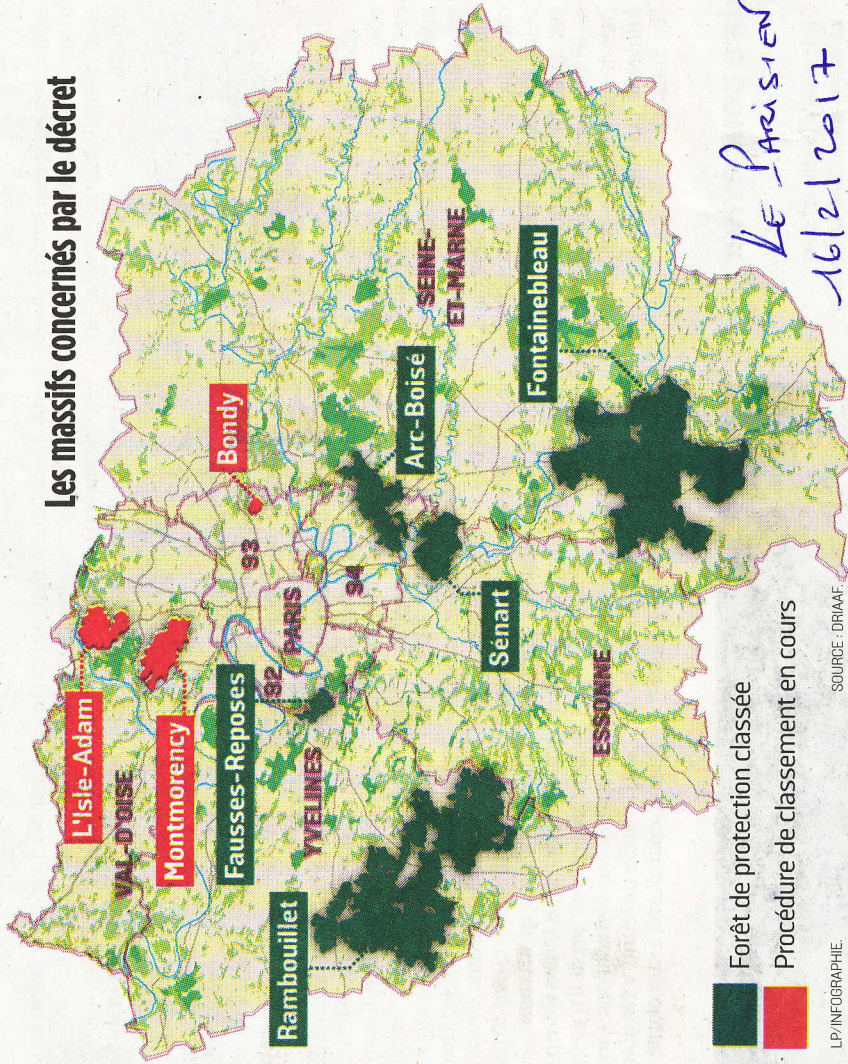 Les massifs concernés par le décret
L'Isle-Adam
VAL-D'OISE
Montmorency
Fausses-Reposes
YVELINES
Rambouillet
92
PARIS
93
94
Bondy
Arc-Boisé
SEINE-
ET-MARNE
Sénart
Fontainebleau
ESSONNE
Forêt de protection classée
Procédure de classement en cours
LP/INFOGRAPHIE.
SOURCE : DRIAAF.
LE PARISIEN
16/2/2017